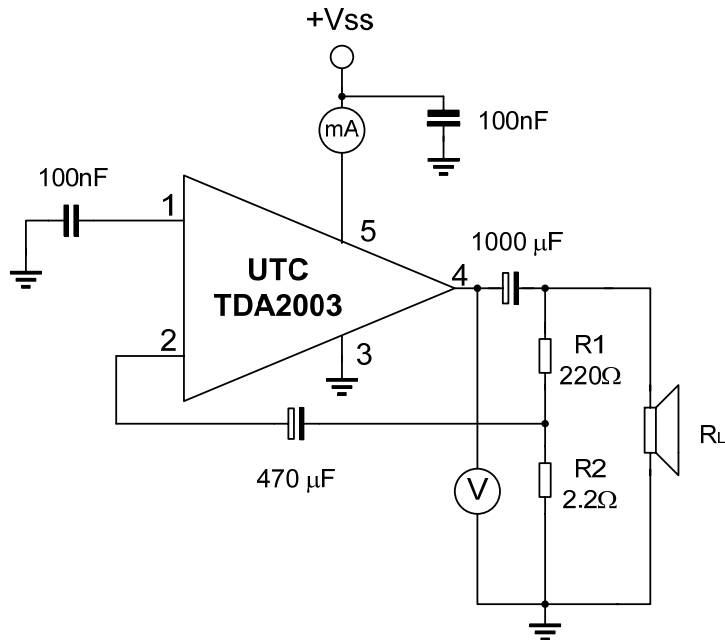 +Vss
mA
100nF
100nF
1
5
1000 μF
4
UTC
TDA2003
2
3
R1
220Ω
RL
470 μF
V
R2
2.2Ω